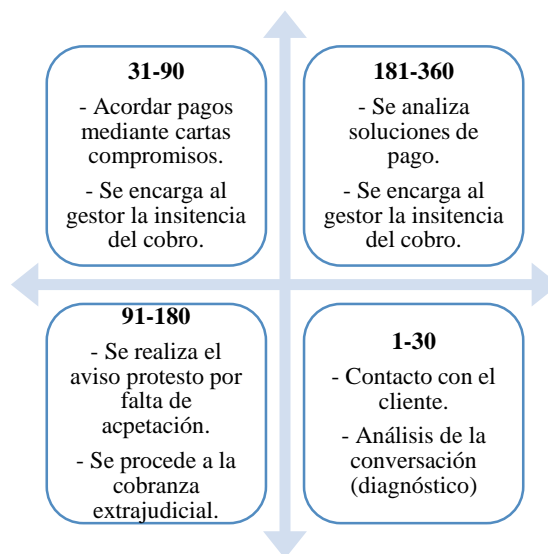 31-90
- Acordar pagos
mediante cartas
compromisos.
- Se encarga al
gestor la insitencia
del cobro.
181-360
- Se analiza
soluciones de
pago.
- Se encarga al
gestor la insitencia
del cobro.
91-180
- Se realiza el
aviso protesto por
falta de
acpetación.
- Se procede a la
cobranza
extrajudicial.
1-30
- Contacto con el
cliente.
- Análisis de la
conversación
(diagnóstico)